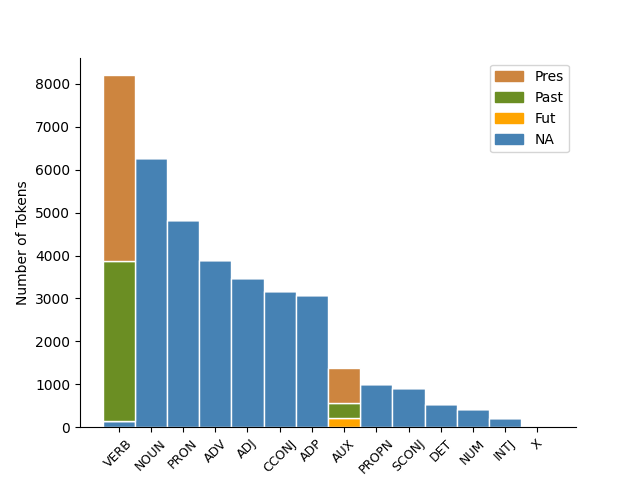 Pres
Past
Fut
NA
8000
7000
6000
5000
4000
3000
2000
1000
0
Number of Tokens
VERB
NOUN
PRON
ADV
ADJ
CCONJ
ADP
AUX
PROPN
SCONJ
DET
NUM
INTJ
X